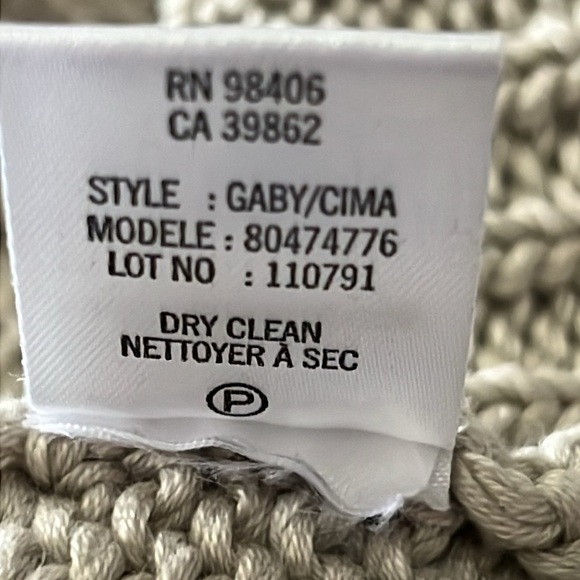 RN 98406
CA 39862
STYLE : GABY/CIMA
MODELE : 80474776
LOT NO : 110791
DRY CLEAN
NETTOYER À SEC
P